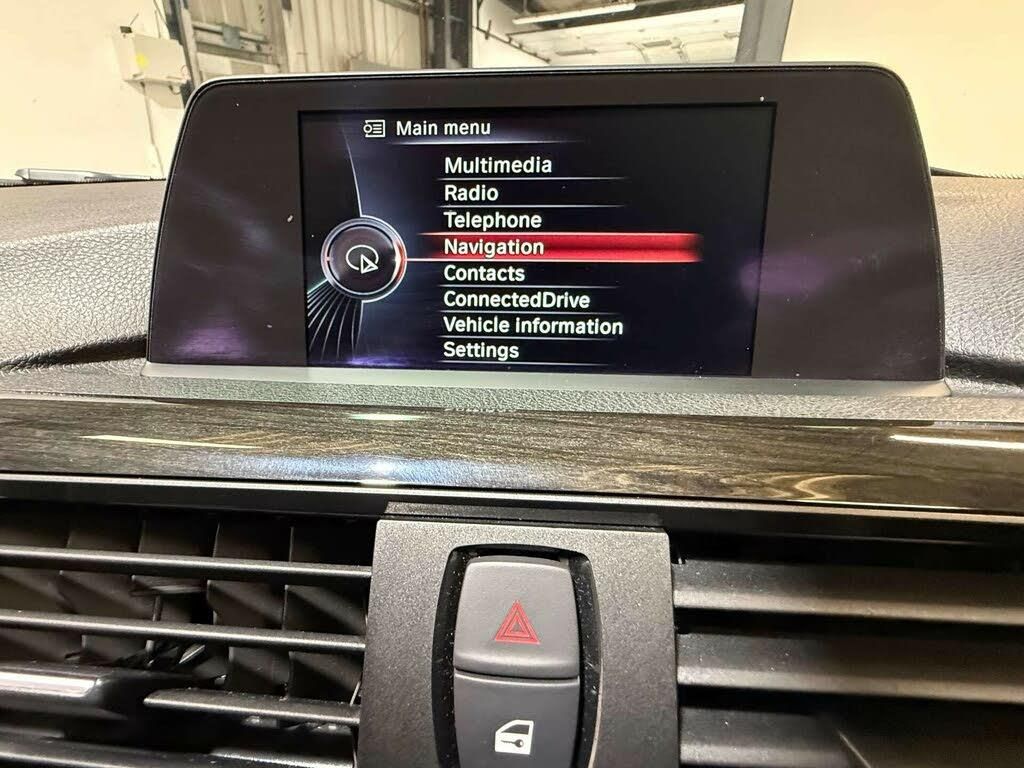 Main menu
Multimedia
Radio
Telephone
Navigation
Contacts
ConnectedDrive
Vehicle information
Settings